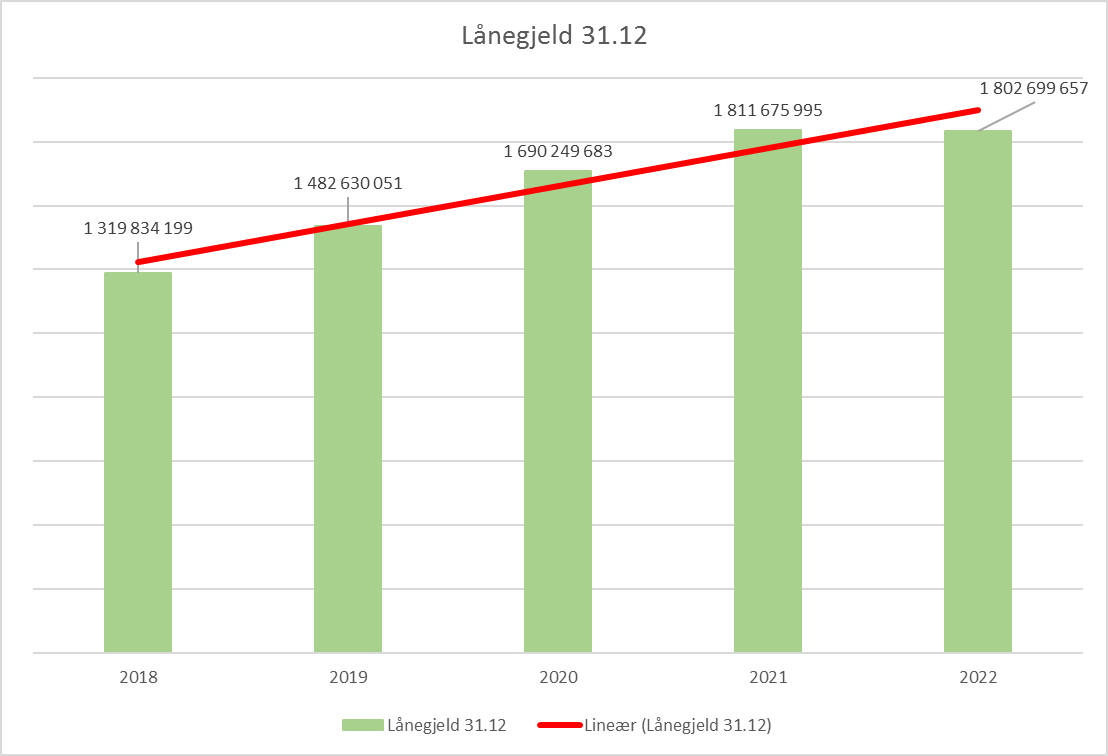 Lånegjeld 31.12
1 802 699 657
1 811 675 995
1 690 249 683
1 482 630 051
1 319 834 199
2018 2019 2020 2021 2022
Lånegjeld 31.12 Lineær (Lånegjeld 31.12)